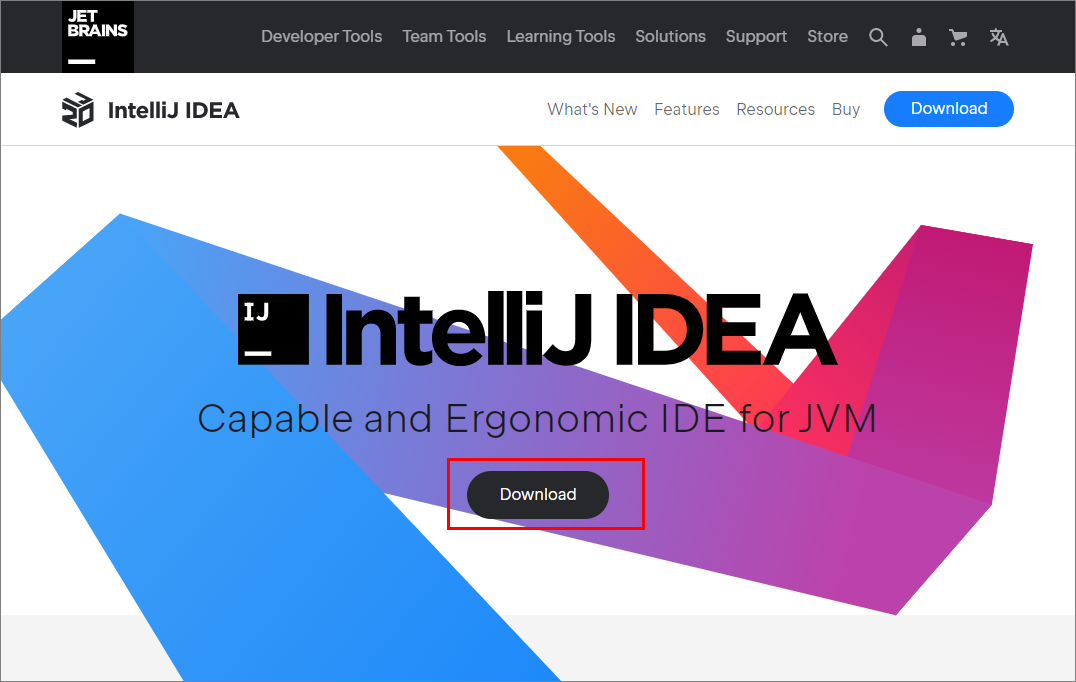 JET
BRAINS
Developer Tools Team Tools Learning Tools Solutions Support Store
IntelliJ IDEA
What's New Features Resources Buy Download
IJ
IntelliJ IDEA
Capable and Ergonomic IDE for JVM
Download